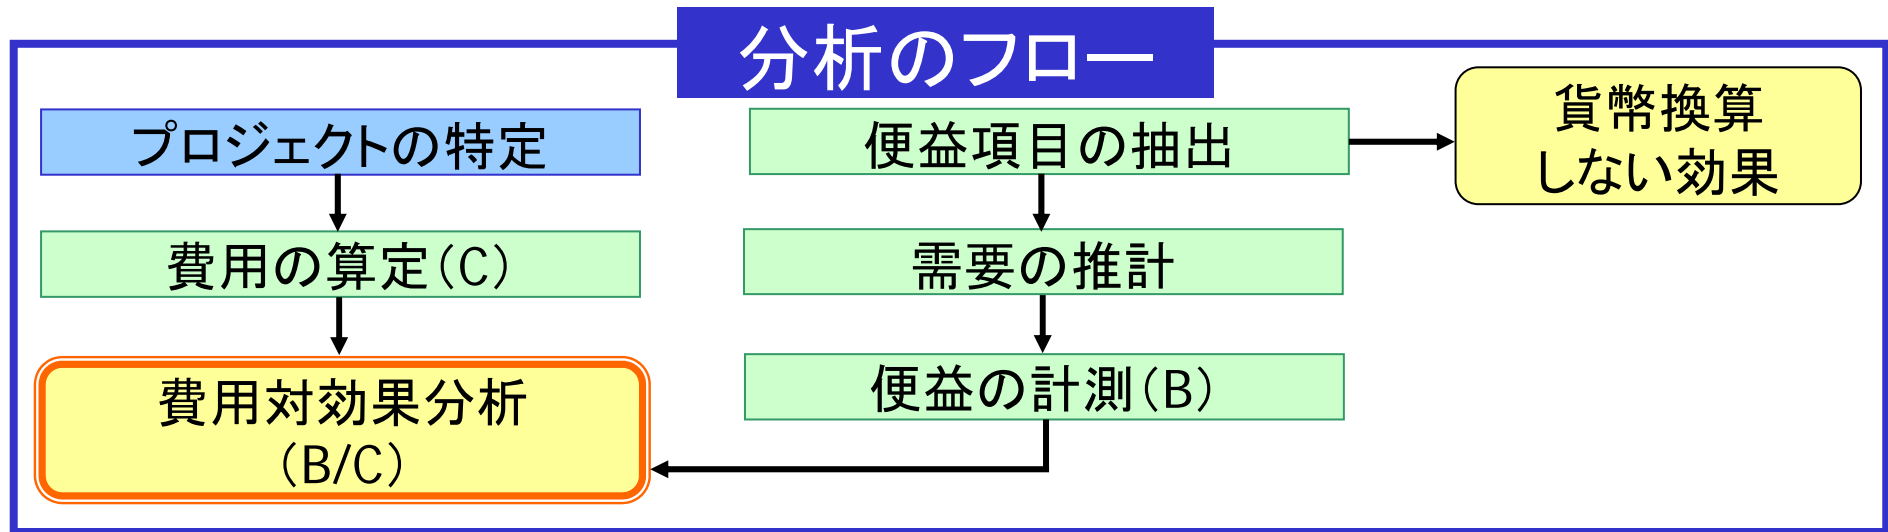 分析のフロー
プロジェクトの特定
費用の算定(C)
費用対効果分析
(B/C)
便益項目の抽出
需要の推計
便益の計測(B)
貨幣換算
しない効果